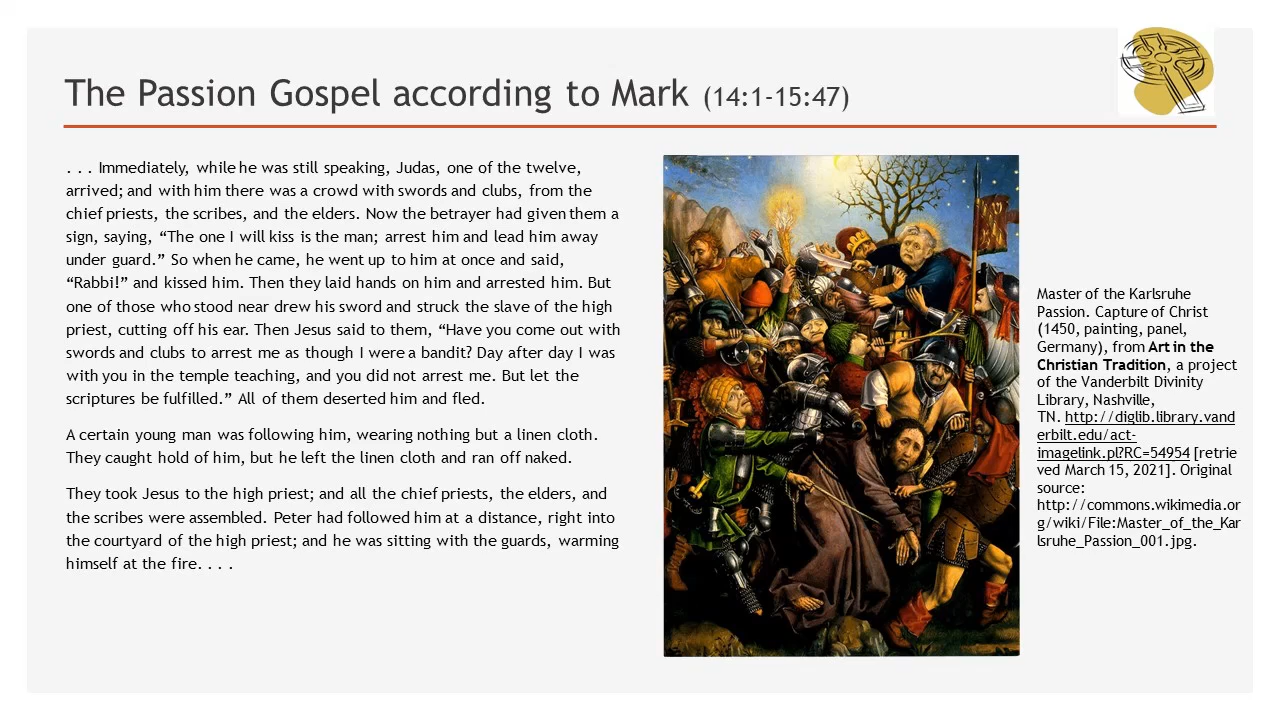 The Passion Gospel according to Mark (14:1-15:47)
. . . Immediately, while he was still speaking, Judas, one of the twelve,
arrived; and with him there was a crowd with swords and clubs, from the
chief priests, the scribes, and the elders. Now the betrayer had given them a
sign, saying, “The one I will kiss is the man; arrest him and lead him away
under guard.” So when he came, he went up to him at once and said,
“Rabbi!” and kissed him. Then they laid hands on him and arrested him. But
one of those who stood near drew his sword and struck the slave of the high
priest, cutting off his ear. Then Jesus said to them, “Have you come out with
swords and clubs to arrest me as though I were a bandit? Day after day I was
with you in the temple teaching, and you did not arrest me. But let the
scriptures be fulfilled.” All of them deserted him and fled.
A certain young man was following him, wearing nothing but a linen cloth.
They caught hold of him, but he left the linen cloth and ran off naked.
They took Jesus to the high priest; and all the chief priests, the elders, and
the scribes were assembled. Peter had followed him at a distance, right into
the courtyard of the high priest; and he was sitting with the guards, warming
himself at the fire. . . .
Master of the Karlsruhe
Passion. Capture of Christ
(1450, painting, panel,
Germany), from Art in the
Christian Tradition, a project
of the Vanderbilt Divinity
Library, Nashville,
TN. http://diglib.library.vand
erbilt.edu/act-
imagelink.pl?RC=54954 [retrie
ved March 15, 2021]. Original
source:
http://commons.wikimedia.or
g/wiki/File:Master_of_the_Kar
lsruhe_Passion_001.jpg.